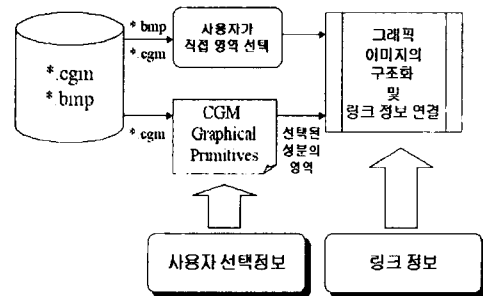 *.cgm
*.bmp
*.bmp
*.cgm
사용자가
직접 영역 선택
*.cgm
CGM
Graphical
Primitives
선택된
성분의
영역
그래픽
이미지의
구조화
및
링크 정보 연결
사용자 선택정보
링크 정보